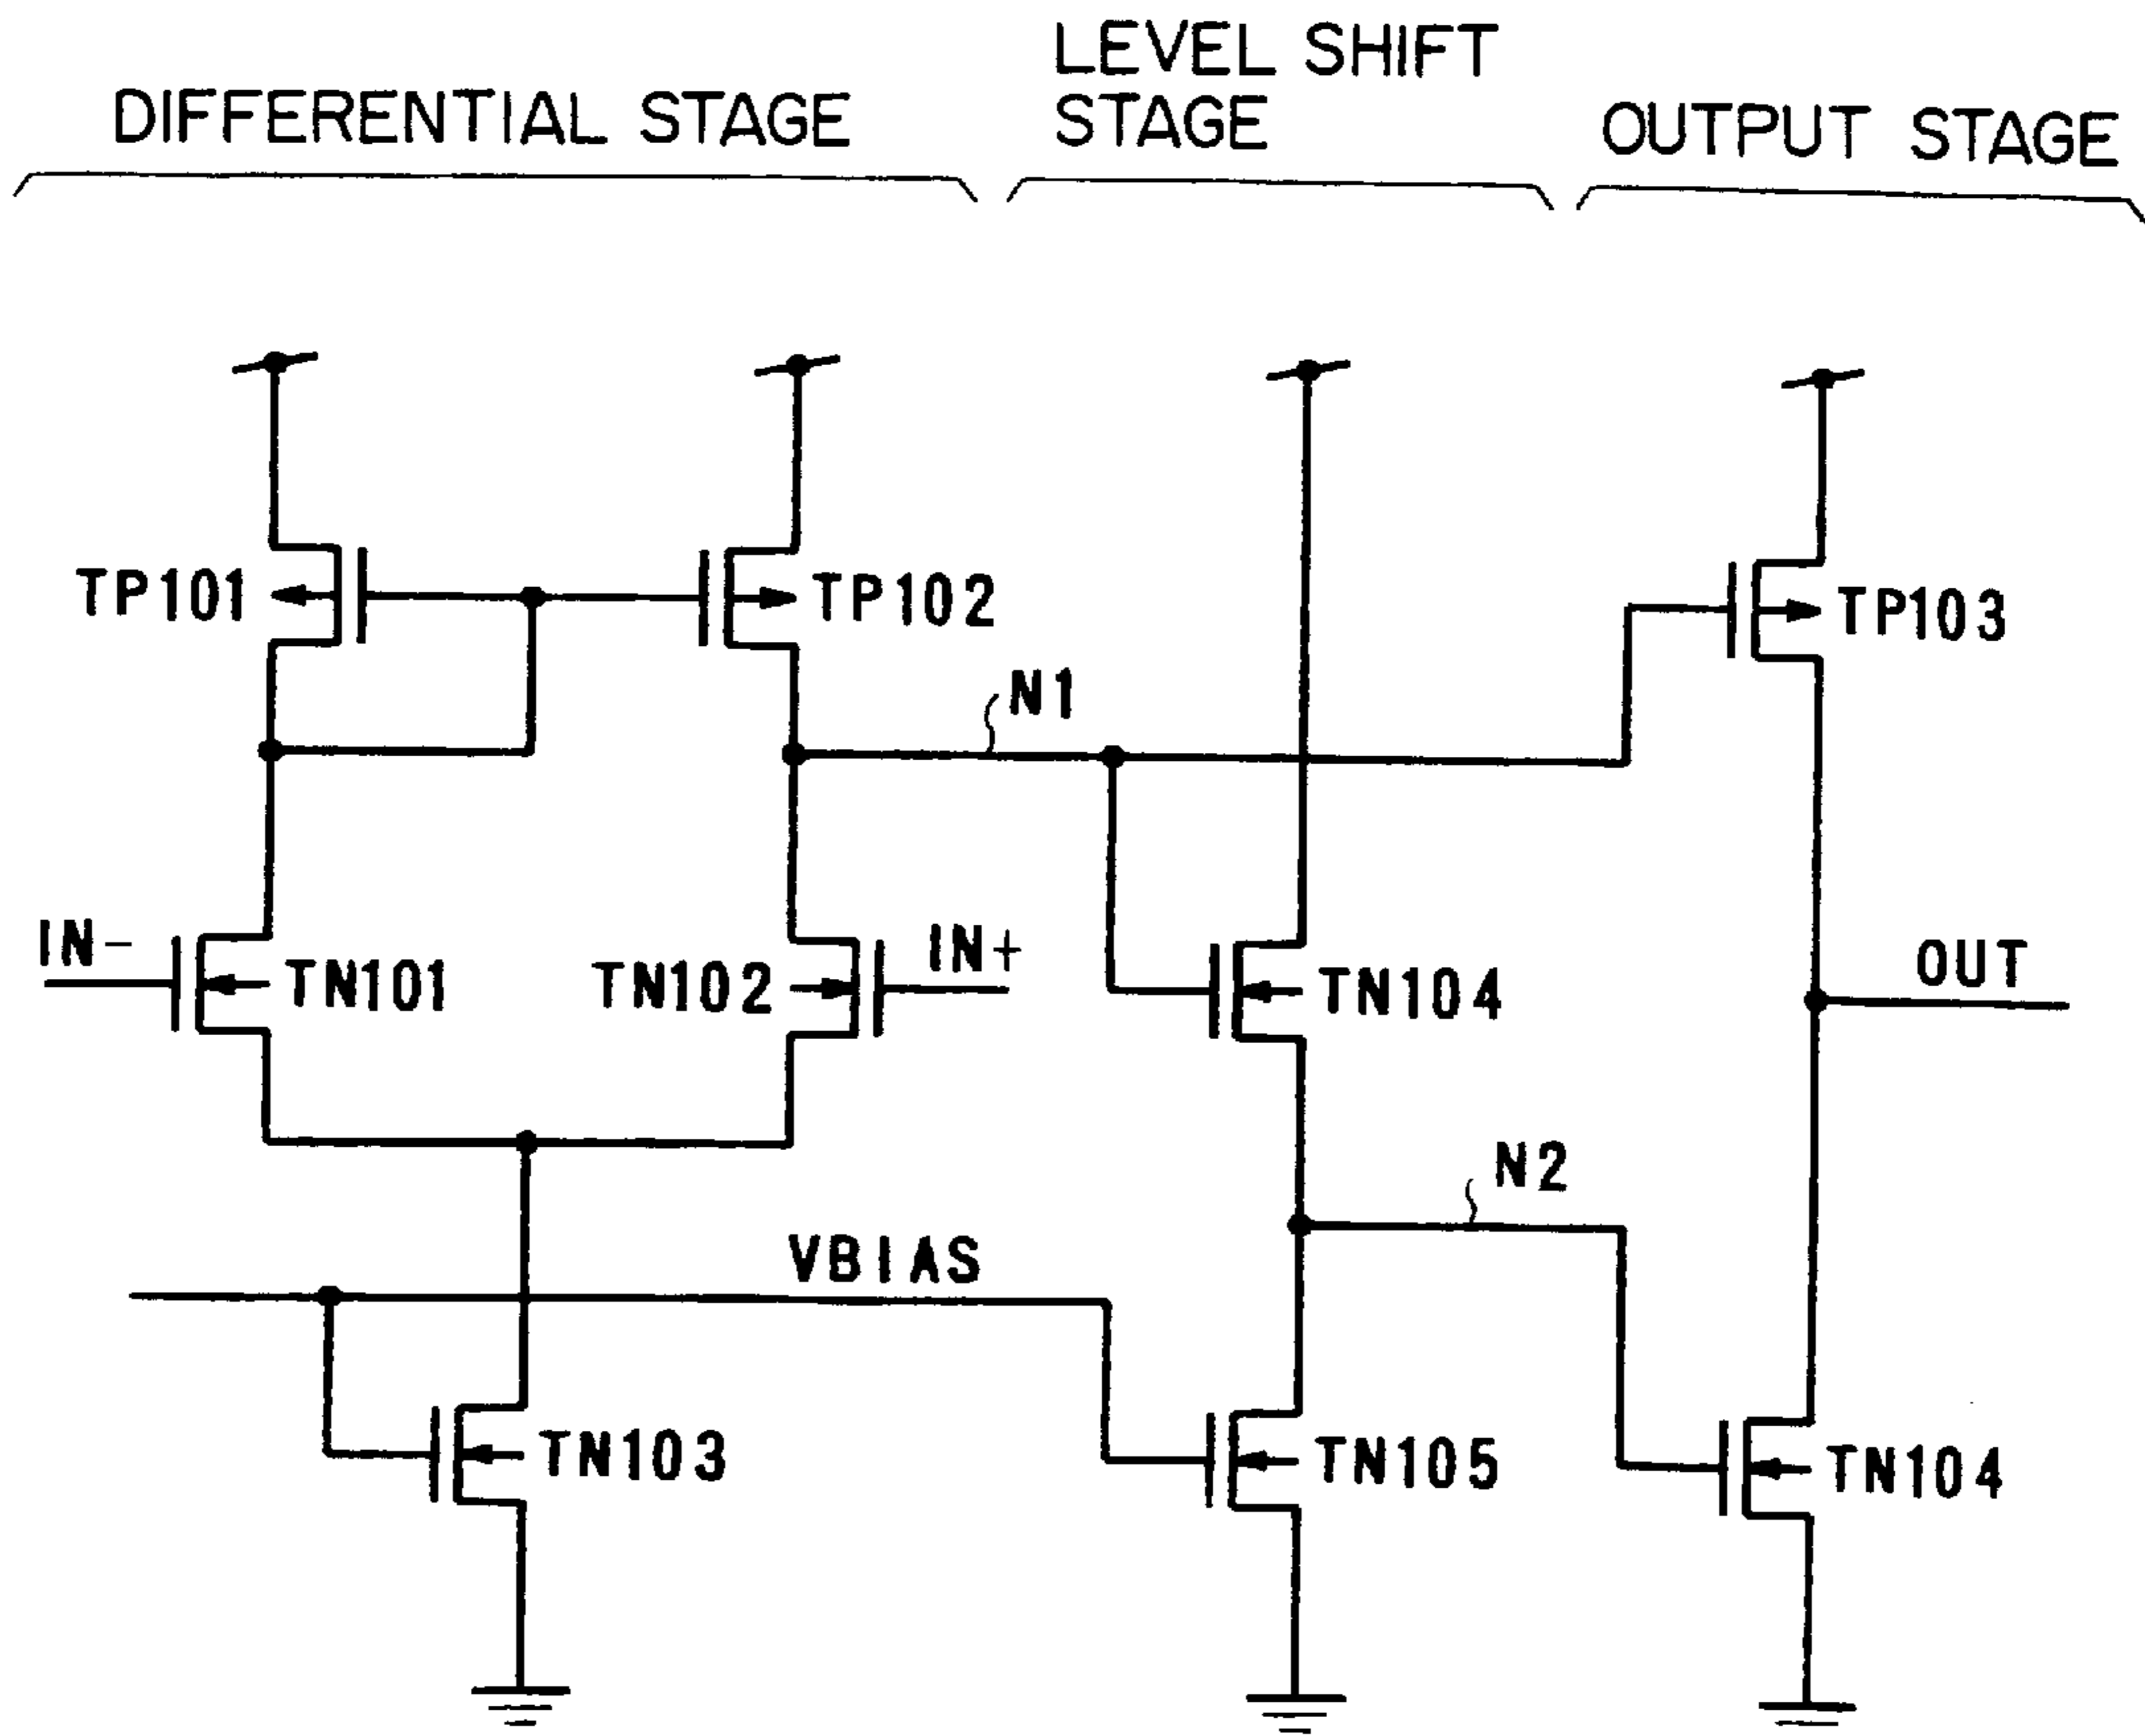 DIFFERENTIAL STAGE
LEVEL SHIFT
STAGE
OUTPUT STAGE
TP101
TP102
TP103
N1
IN-
TN101
TN102
IN+
TN104
OUT
N2
VBIAS
TN103
TN105
TN104